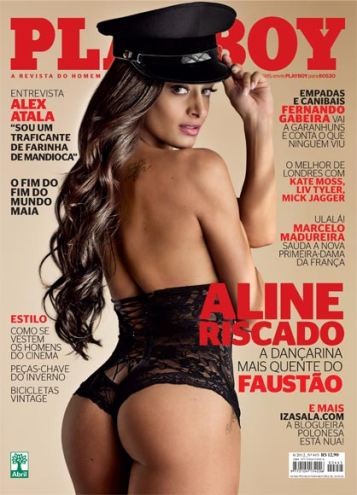 PLAYBOY
A REVISTA DO HOMEM
ENTREVISTA
ALEX
ATALA
"SOU UM
TRAFICANTE
DE FARINHA
DE MANDIOCA"
O FIM DO
FIM DO
MUNDO
MAIA
ESTILO
COMO SE
VESTEM
OS HOMENS
DO CINEMA
PEÇAS-CHAVE
DO INVERNO
BICICLETAS
VINTAGE
Abril
EMPADAS
E CANIBAIS
FERNANDO
GABEIRA VAI
A GARANHUNS
E CONTA O QUE
NINGUÉM VIU
O MELHOR DE
LONDRES COM
KATE MOSS,
LIV TYLER,
MICK JAGGER
ULALÁ!
MARCELO
MADUREIRA
SAÚDA A NOVA
PRIMEIRA-DAMA
DA FRANÇA
ALINE
RISCADO
A DANÇARINA
MAIS QUENTE DO
FAUSTÃO
E MAIS
IZASALA.COM
A BLOGUEIRA
POLONESA
ESTÁ NUA!